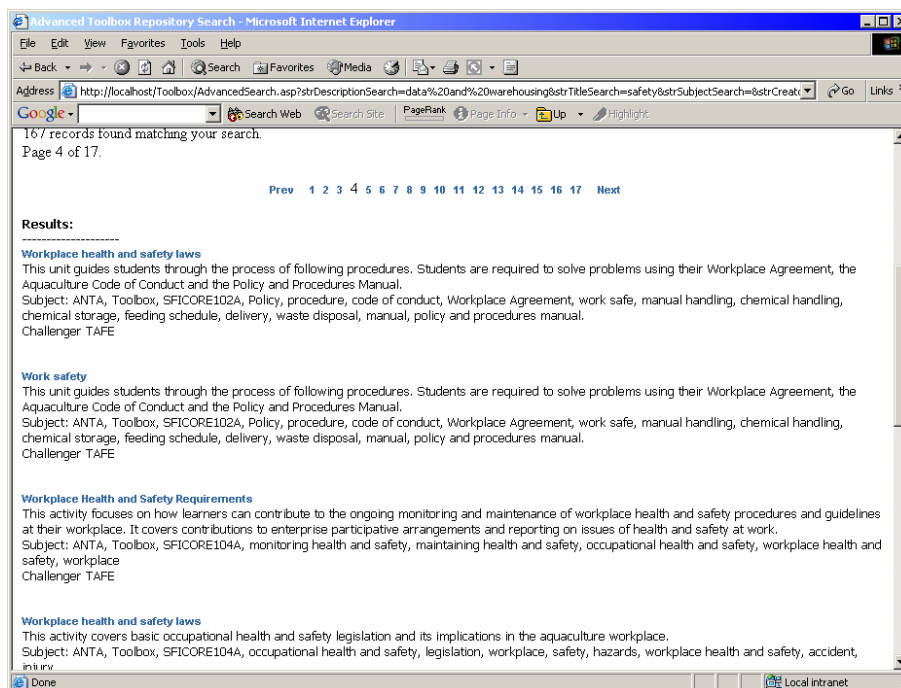 Advanced Toolbox Repository Search - Microsoft Internet Explorer
File Edit View Favorites Tools Help
Back Search Favorites Media
Address http://localhost/Toolbox/AdvancedSearch.asp?strDescriptionSearch=data%20and%20warehousing&strTitleSearch=safety&strSubjectSearch=&strCreato Go Links
Google Search Web Search Site PageRank Page Info Up Highlight
167 records found matching your search.
Page 4 of 17.
Prev 1 2 3 4 5 6 7 8 9 10 11 12 13 14 15 16 17 Next
Results:
--------------------
Workplace health and safety laws
This unit guides students through the process of following procedures. Students are required to solve problems using their Workplace Agreement, the
Aquaculture Code of Conduct and the Policy and Procedures Manual.
Subject: ANTA, Toolbox, SFICORE102A, Policy, procedure, code of conduct, Workplace Agreement, work safe, manual handling, chemical handling,
chemical storage, feeding schedule, delivery, waste disposal, manual, policy and procedures manual.
Challenger TAFE
Work safety
This unit guides students through the process of following procedures. Students are required to solve problems using their Workplace Agreement, the
Aquaculture Code of Conduct and the Policy and Procedures Manual.
Subject: ANTA, Toolbox, SFICORE102A, Policy, procedure, code of conduct, Workplace Agreement, work safe, manual handling, chemical handling,
chemical storage, feeding schedule, delivery, waste disposal, manual, policy and procedures manual.
Challenger TAFE
Workplace Health and Safety Requirements
This activity focuses on how learners can contribute to the ongoing monitoring and maintenance of workplace health and safety procedures and guidelines
at their workplace. It covers contributions to enterprise participative arrangements and reporting on issues of health and safety at work.
Subject: ANTA, Toolbox, SFICORE104A, monitoring health and safety, maintaining health and safety, occupational health and safety, workplace health and
safety, workplace
Challenger TAFE
Workplace health and safety laws
This activity covers basic occupational health and safety legislation and its implications in the aquaculture workplace.
Subject: ANTA, Toolbox, SFICORE104A, occupational health and safety, legislation, workplace, safety, hazards, workplace health and safety, accident,
injury
Done Local intranet